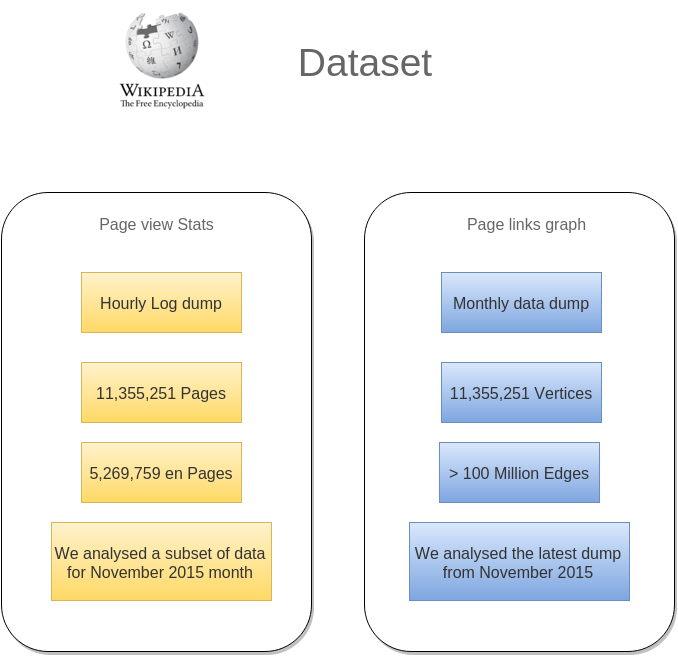 Ω
W
И
維
WIKIPEDIA
The Free Encyclopedia
Dataset
Page view Stats
Hourly Log dump
11,355,251 Pages
5,269,759 en Pages
We analysed a subset of data
for November 2015 month
Page links graph
Monthly data dump
11,355,251 Vertices
> 100 Million Edges
We analysed the latest dump
from November 2015